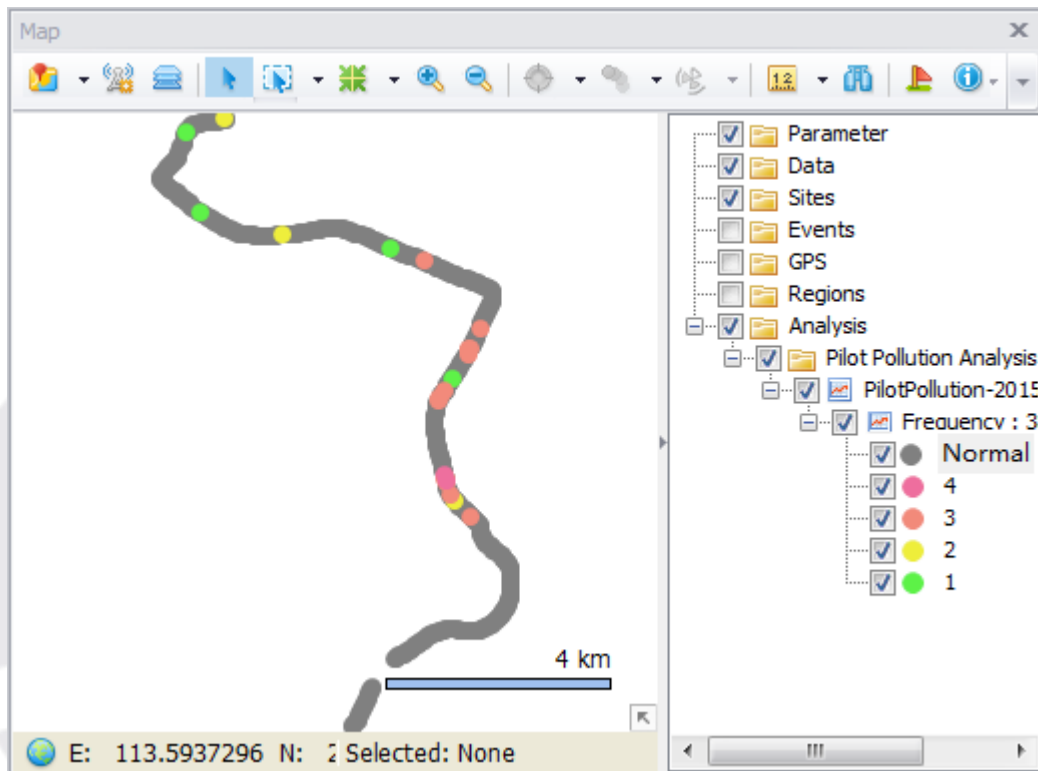 Map
1.2
Parameter
Data
Sites
Events
GPS
Regions
Analysis
Pilot Pollution Analysis
PilotPollution-2015
Frequency : 3
Normal
4
3
2
1
4 km
E: 113.5937296 N: Selected: None